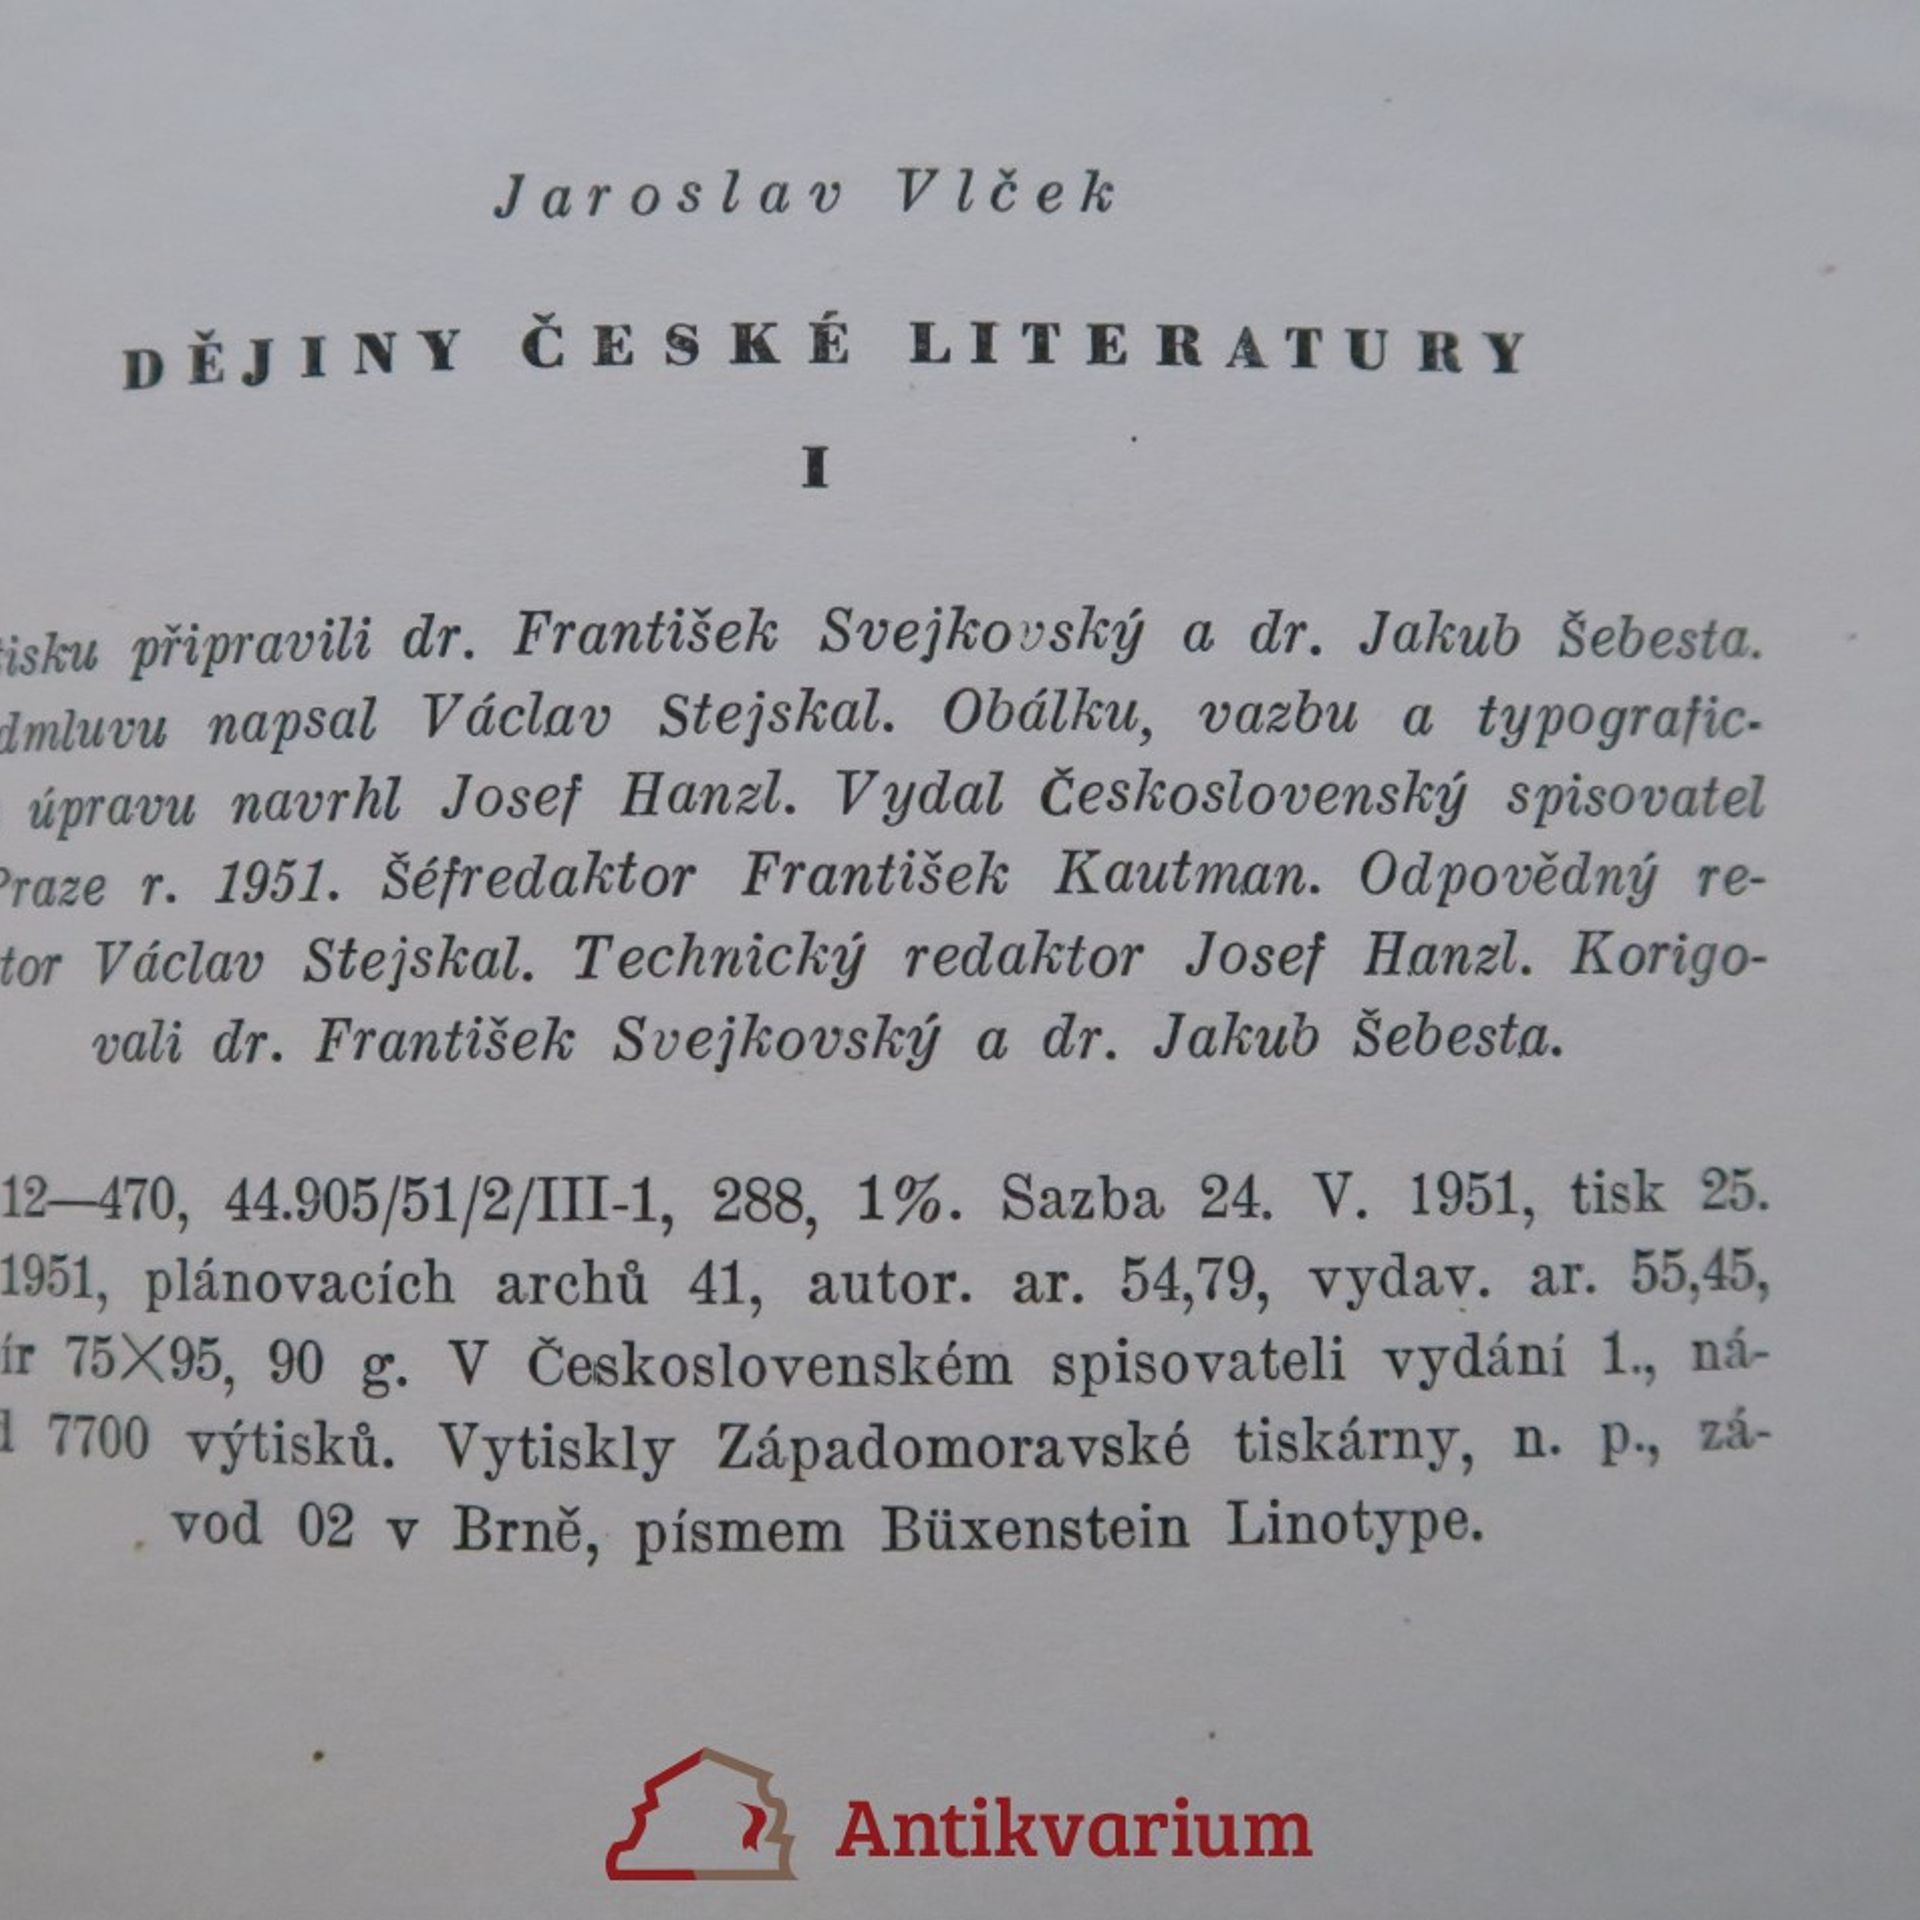 Jaroslav Vlček
DĚJINY ČESKÉ LITERATURY
I
tisku připravili dr. František Svejkovský a dr. Jakub Šebesta.
dmluvu napsal Václav Stejskal. Obálku, vazbu a typografic-
úpravu navrhl Josef Hanzl. Vydal Československý spisovatel
Praze r. 1951. Šéfredaktor František Kautman. Odpovědný re-
tor Václav Stejskal. Technický redaktor Josef Hanzl. Korigo-
vali dr. František Svejkovský a dr. Jakub Šebesta.
12—470, 44.905/51/2/III-1, 288, 1%. Sazba 24. V. 1951, tisk 25.
1951, plánovacích archů 41, autor. ar. 54,79, vydav. ar. 55,45,
ír 75×95, 90 g. V Československém spisovateli vydání 1., ná-
d 7700 výtisků. Vytiskly Západomoravské tiskárny, n. p., zá-
vod 02 v Brně, písmem Büxenstein Linotype.
Antikvarium